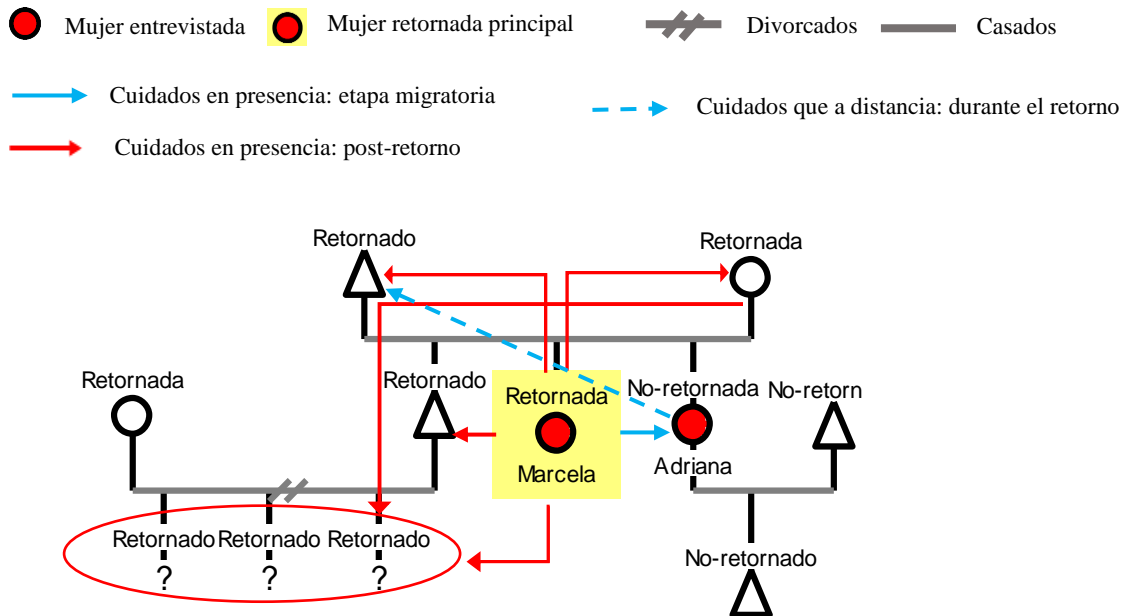 Mujer entrevistada
Mujer retornada principal
Divorcados
Casados
Cuidados en presencia: etapa migratoria
Cuidados que a distancia: durante el retorno
Cuidados en presencia: post-retorno
Retornado
Retornada
Retornada
Retornado
Retornada
No-retornada
No-retorn
Marcela
Adriana
Retornado Retornado Retornado
No-retornado
? ? ?